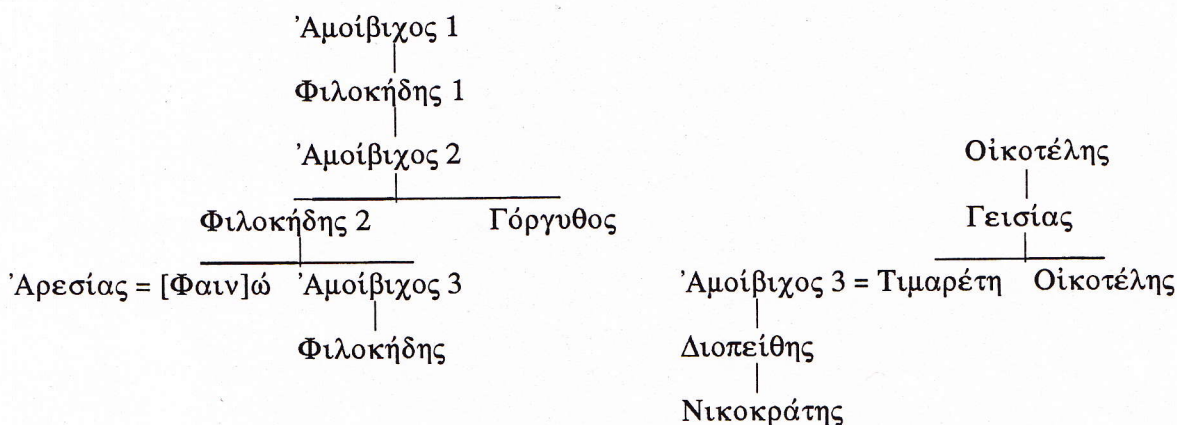 Ἀμοίβιχος 1
Φιλοκήδης 1
Ἀμοίβιχος 2
Οἰκοτέλης
Φιλοκήδης 2 Γόργυθος Γεισίας
Ἀρεσίας = [Φαιν]ώ Ἀμοίβιχος 3 Ἀμοίβιχος 3 = Τιμαρέτη Οἰκοτέλης
Φιλοκήδης Διοπείθης
Νικοκράτης